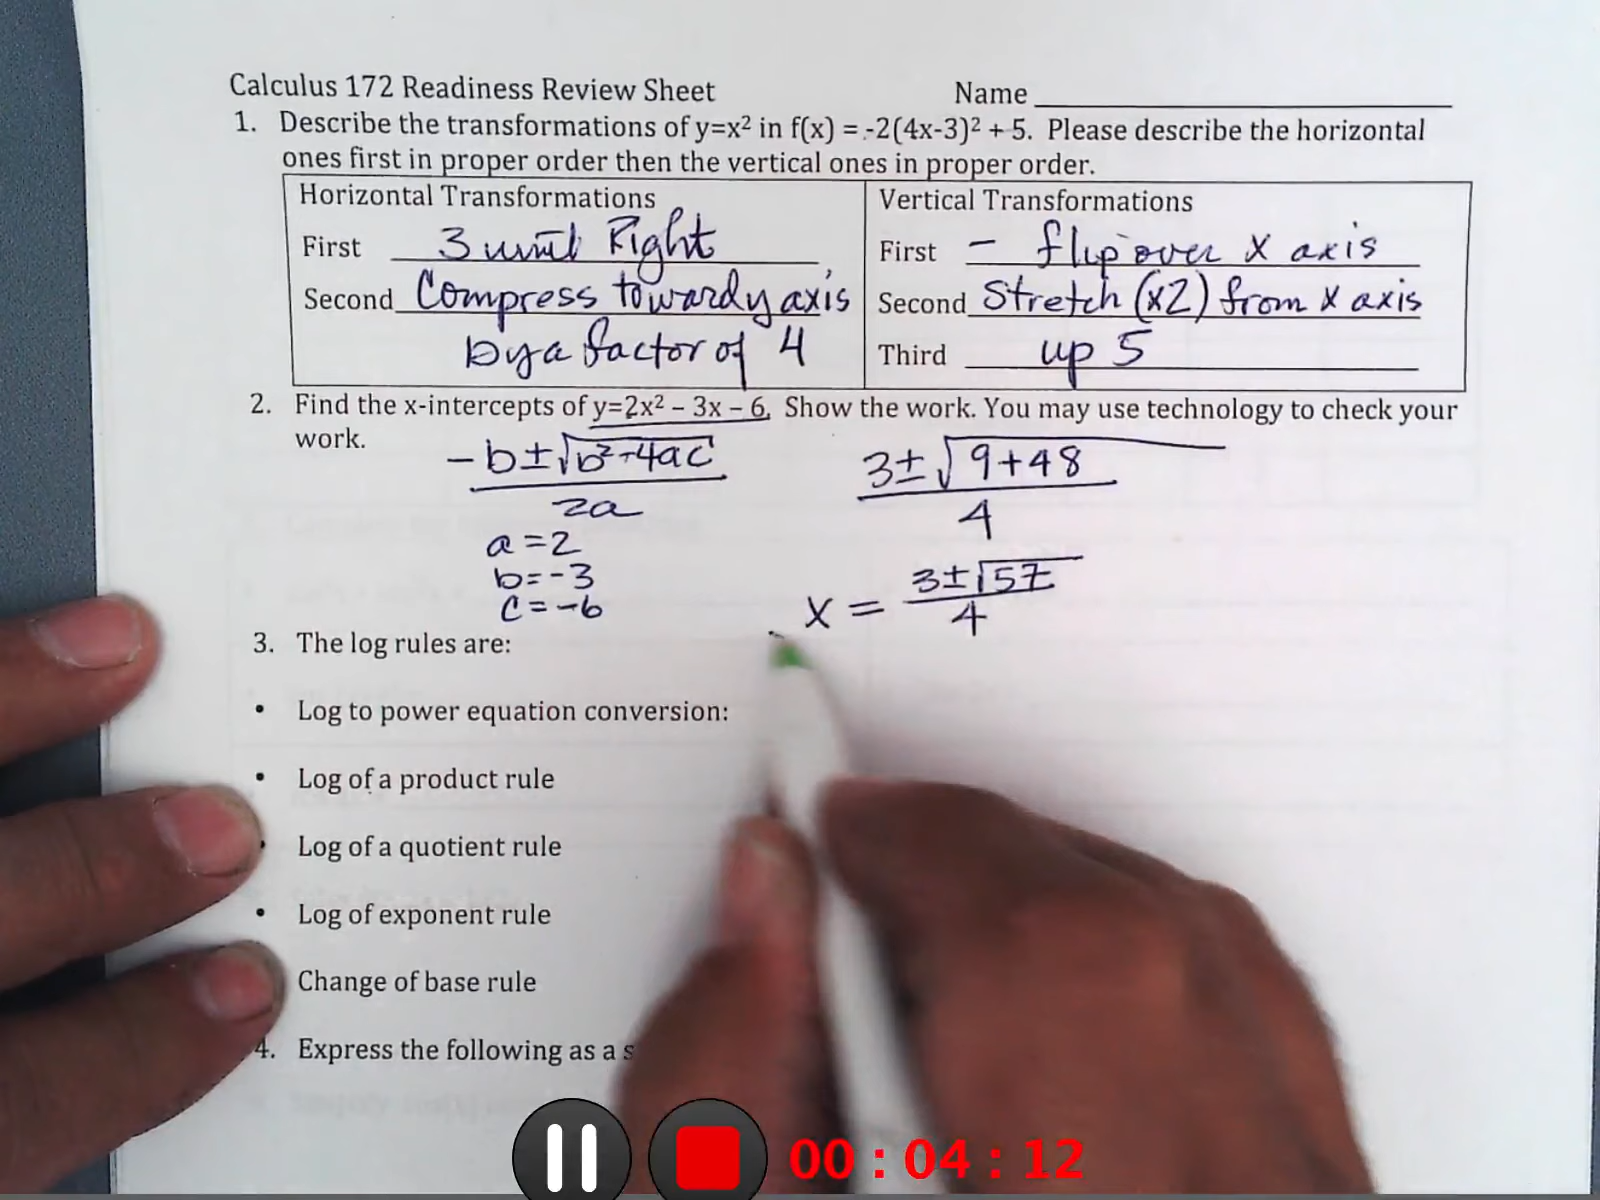 Calculus 172 Readiness Review Sheet Name
1. Describe the transformations of y=x² in f(x) = -2(4x-3)² + 5. Please describe the horizontal
ones first in proper order then the vertical ones in proper order.
Horizontal Transformations
First 3 unit Right
Second Compress toward y axis
by a factor of 4
Vertical Transformations
First – flip over x axis
Second Stretch (x2) from x axis
Third up 5
2. Find the x-intercepts of y=2x² – 3x – 6. Show the work. You may use technology to check your
work.
-b±√b²-4ac
2a
a=2
b=-3
c=-6
3±√9+48
4
x = 3±√57
4
3. The log rules are:
• Log to power equation conversion:
• Log of a product rule
• Log of a quotient rule
• Log of exponent rule
Change of base rule
4. Express the following as a s
00 : 04 : 12